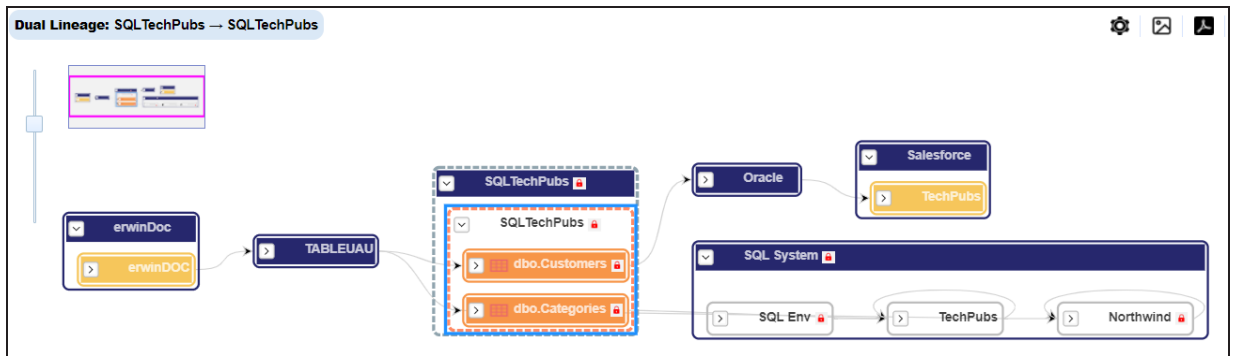 Dual Lineage: SQLTechPubs → SQLTechPubs
erwinDoc
erwinDOC
TABLEUAU
SQLTechPubs
SQLTechPubs
dbo.Customers
dbo.Categories
Oracle
Salesforce
TechPubs
SQL System
SQL Env
TechPubs
Northwind